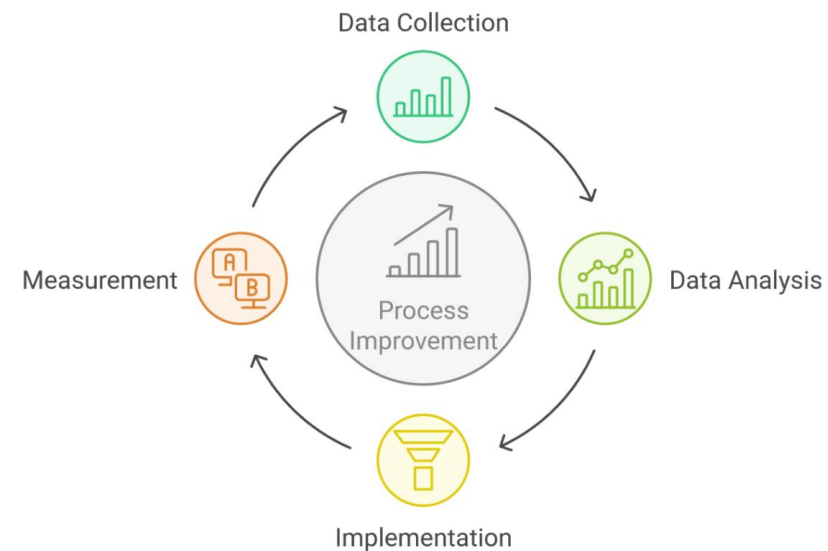 Data Collection
A
B
Measurement
Data Analysis
Process
Improvement
Implementation